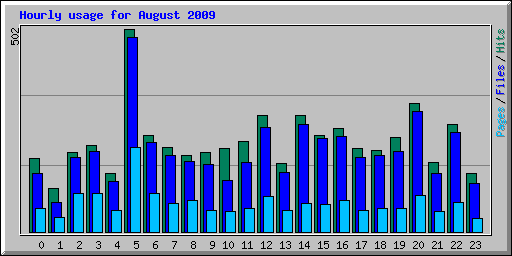 Hourly usage for August 2009
502
Pages / Files / Hits
0 1 2 3 4 5 6 7 8 9 10 11 12 13 14 15 16 17 18 19 20 21 22 23